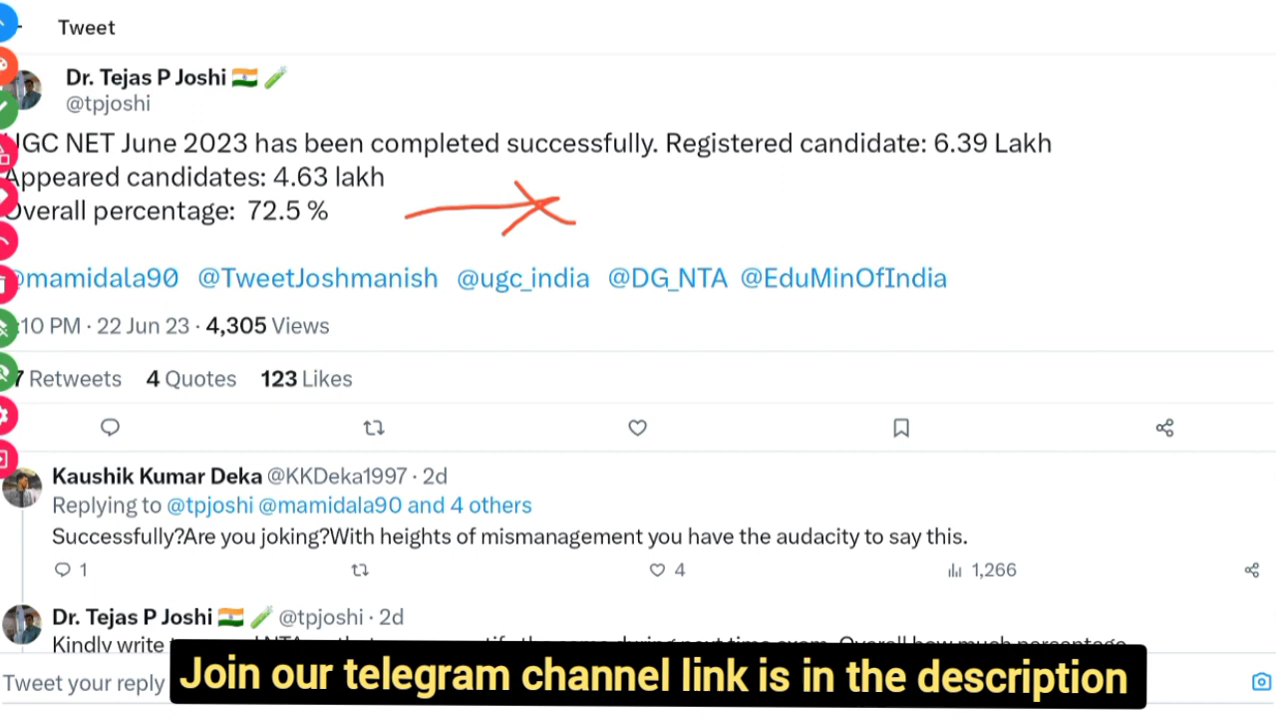 Tweet
Dr. Tejas P Joshi
@tpjoshi
UGC NET June 2023 has been completed successfully. Registered candidate: 6.39 Lakh
Appeared candidates: 4.63 lakh
Overall percentage: 72.5 %
@mamidala90 @TweetJoshmanish @ugc_india @DG_NTA @EduMinOfIndia
:10 PM · 22 Jun 23 · 4,305 Views
7 Retweets 4 Quotes 123 Likes
Kaushik Kumar Deka @KKDeka1997 · 2d
Replying to @tpjoshi @mamidala90 and 4 others
Successfully?Are you joking?With heights of mismanagement you have the audacity to say this.
1 4 1,266
Dr. Tejas P Joshi @tpjoshi · 2d
Kindly write
Tweet your reply
Join our telegram channel link is in the description